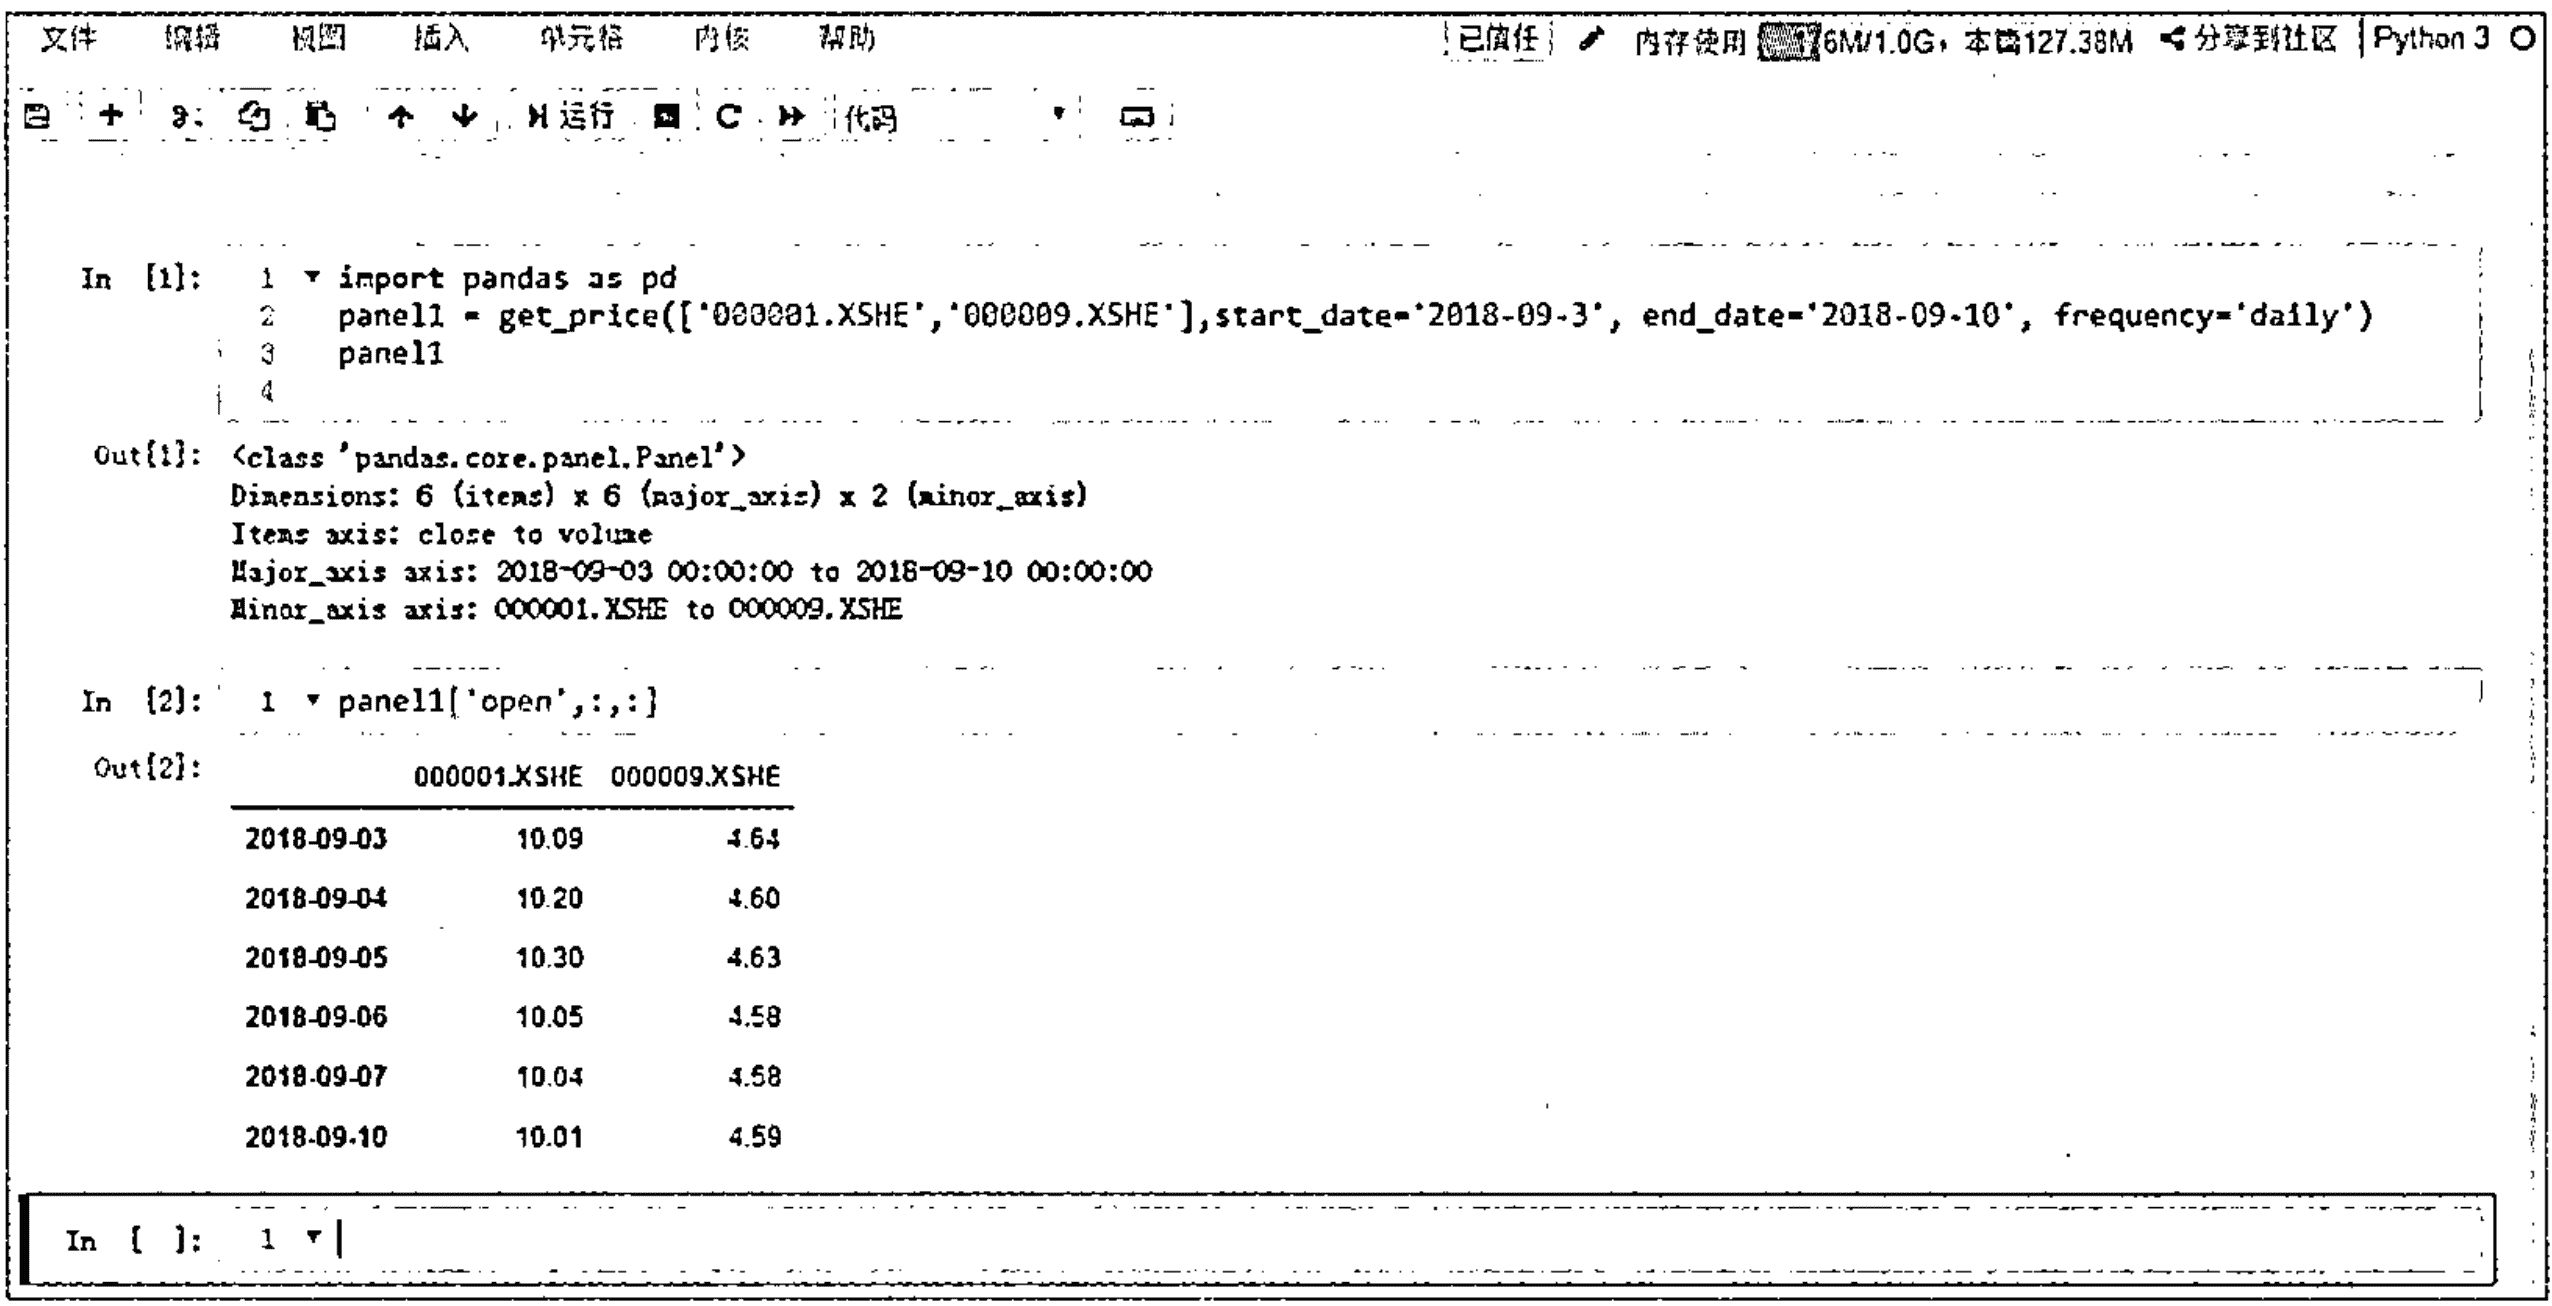 文件 编辑 视图 插入 单元格 内核 帮助 已信任 内存使用 6M/1.0G，本篇127.38M 分享到社区 Python 3
运行 代码
In [1]: 1 import pandas as pd
2 panel1 = get_price(['000001.XSHE','000009.XSHE'],start_date='2018-09-3', end_date='2018-09-10', frequency='daily')
3 panel1
4
Out[1]: <class 'pandas.core.panel.Panel'>
Dimensions: 6 (items) x 6 (major_axis) x 2 (minor_axis)
Items axis: close to volume
Major_axis axis: 2018-09-03 00:00:00 to 2018-09-10 00:00:00
Minor_axis axis: 000001.XSHE to 000009.XSHE
In [2]: 1 panel1['open',:,:]
Out[2]: 000001.XSHE 000009.XSHE
2018-09-03 10.09 4.64
2018-09-04 10.20 4.60
2018-09-05 10.30 4.63
2018-09-06 10.05 4.58
2018-09-07 10.04 4.58
2018-09-10 10.01 4.59
In [ ]: 1